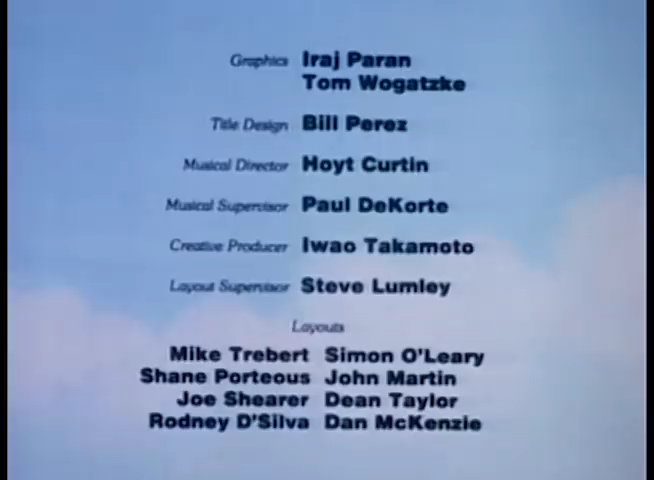 Graphics Iraj Paran
Tom Wogatzke
Title Design Bill Perez
Musical Director Hoyt Curtin
Musical Supervisor Paul DeKorte
Creative Producer Iwao Takamoto
Layout Supervisor Steve Lumley
Layouts
Mike Trebert Simon O'Leary
Shane Porteous John Martin
Joe Shearer Dean Taylor
Rodney D'Silva Dan McKenzie